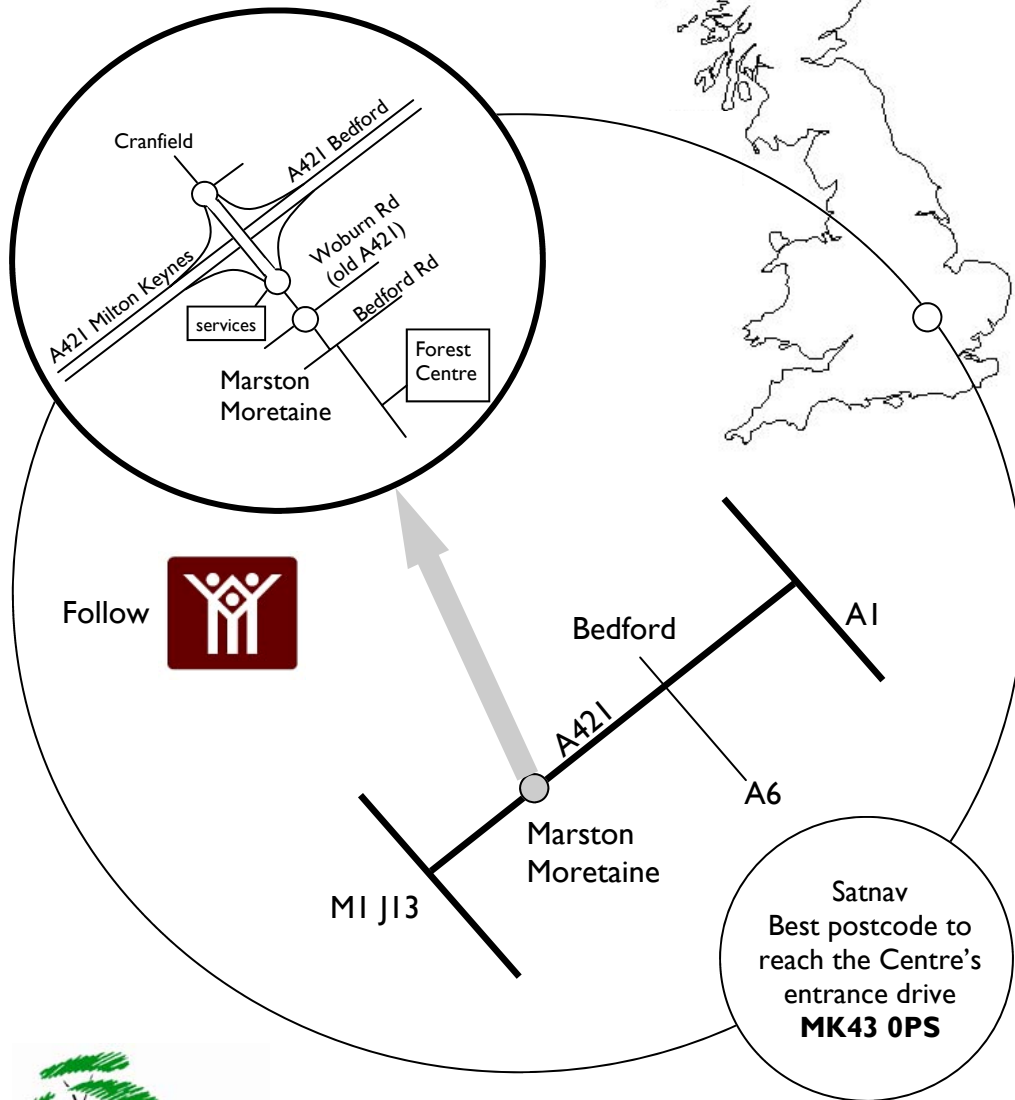 Cranfield
A421 Bedford
Woburn Rd
(old A421)
Bedford Rd
A421 Milton Keynes
services
Forest
Centre
Marston
Moretaine
Follow
Bedford
A1
A421
A6
Marston
Moretaine
M1 J13
Satnav
Best postcode to
reach the Centre's
entrance drive
MK43 0PS